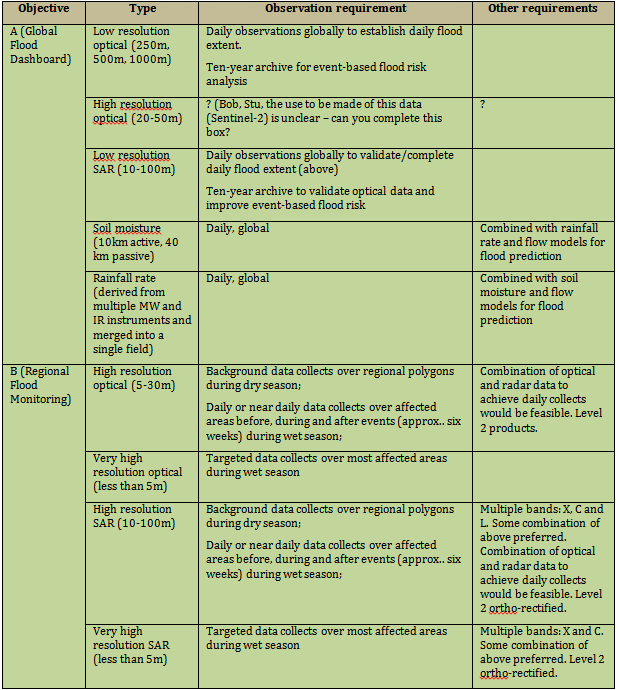 Objective Type Observation requirement Other requirements
A (Global
Flood
Dashboard)
Low resolution
optical (250m,
500m, 1000m)
Daily observations globally to establish daily flood
extent.
Ten-year archive for event-based flood risk
analysis
High resolution
optical (20-50m)
? (Bob, Stu, the use to be made of this data
(Sentinel-2) is unclear – can you complete this
box?
?
Low resolution
SAR (10-100m)
Daily observations globally to validate/complete
daily flood extent (above)
Ten-year archive to validate optical data and
improve event-based flood risk
Soil moisture
(10km active, 40
km passive)
Daily, global
Combined with rainfall
rate and flow models for
flood prediction
Rainfall rate
(derived from
multiple MW and
IR instruments and
merged into a
single field)
Daily, global
Combined with soil
moisture and flow
models for flood
prediction
B (Regional
Flood
Monitoring)
High resolution
optical (5-30m)
Background data collects over regional polygons
during dry season;
Daily or near daily data collects over affected
areas before, during and after events (approx.. six
weeks) during wet season;
Combination of optical
and radar data to
achieve daily collects
would be feasible. Level
2 products.
Very high
resolution optical
(less than 5m)
Targeted data collects over most affected areas
during wet season
High resolution
SAR (10-100m)
Background data collects over regional polygons
during dry season;
Daily or near daily data collects over affected
areas before, during and after events (approx.. six
weeks) during wet season;
Multiple bands: X, C and
L. Some combination of
above preferred.
Combination of optical
and radar data to
achieve daily collects
would be feasible. Level
2 ortho-rectified.
Very high
resolution SAR
(less than 5m)
Targeted data collects over most affected areas
during wet season
Multiple bands: X and C.
Some combination of
above preferred. Level 2
ortho-rectified.